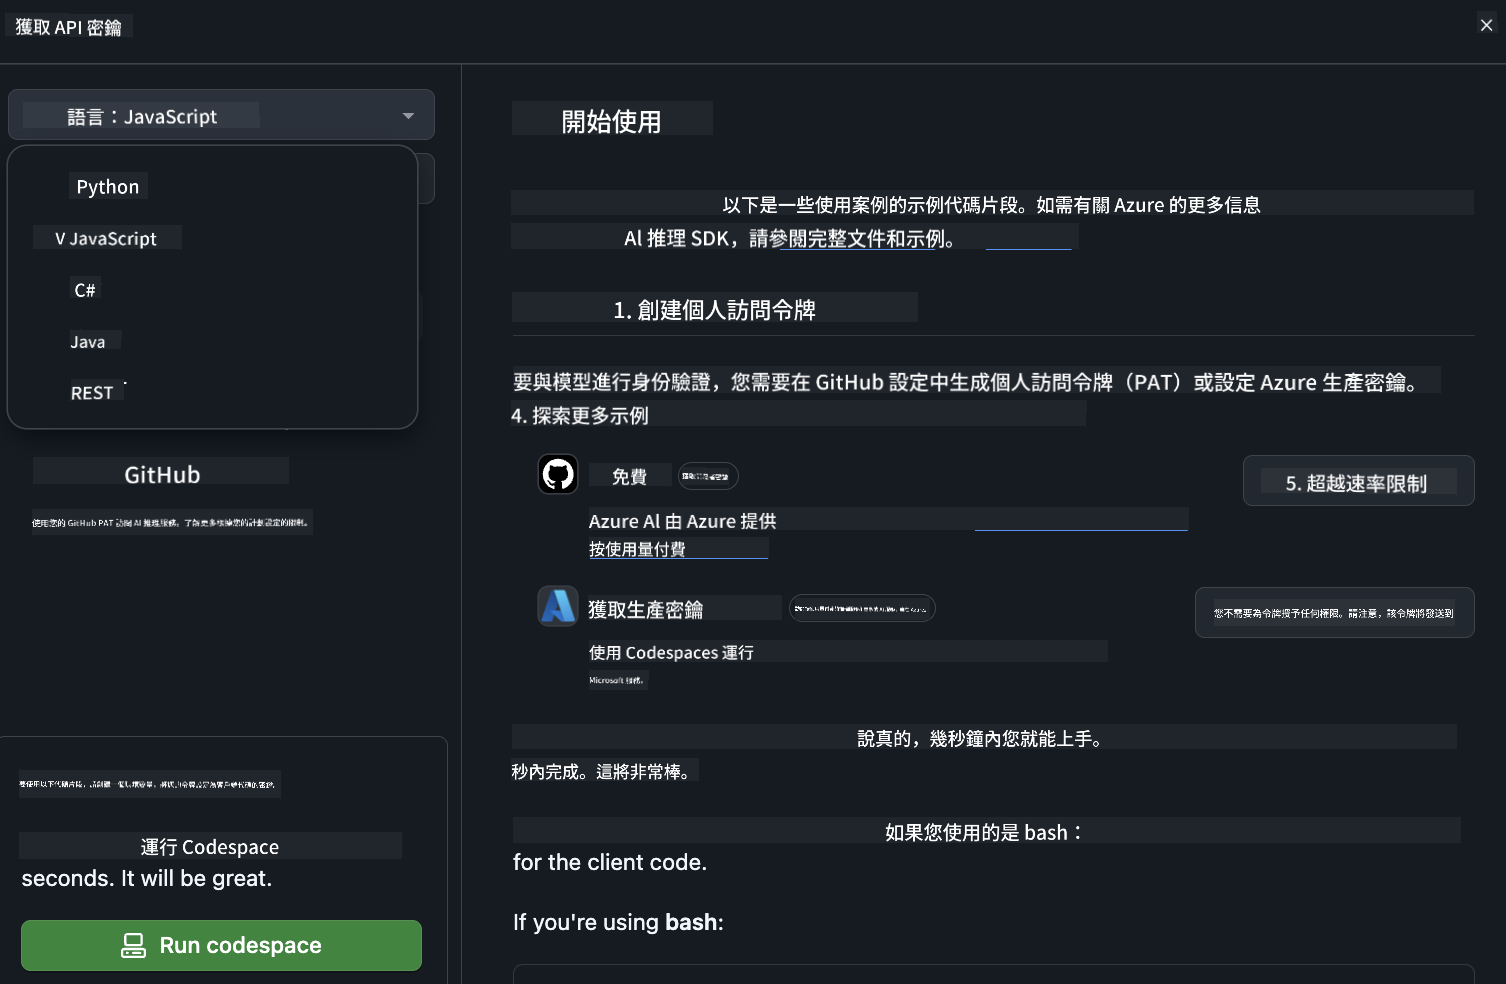 獲取 API 密鑰
語言：JavaScript
Python
V JavaScript
C#
Java
REST
GitHub
使用您的 GitHub PAT 訪問 AI 推理服務。了解更多根據您的計劃設定的限制。
運行 Codespace
seconds. It will be great.
Run codespace
開始使用
以下是一些使用案例的示例代碼片段。如需有關 Azure 的更多信息
Al 推理 SDK，請參閱完整文件和示例。
1. 創建個人訪問令牌
要與模型進行身份驗證，您需要在 GitHub 設定中生成個人訪問令牌（PAT）或設定 Azure 生產密鑰。
4. 探索更多示例
免費
5. 超越速率限制
Azure Al 由 Azure 提供
按使用量付費
獲取生產密鑰
您不需要為令牌授予任何權限。請注意，該令牌將發送到
使用 Codespaces 運行
Microsoft 服務。
說真的，幾秒鐘內您就能上手。
秒內完成。這將非常棒。
如果您使用的是 bash：
for the client code.
If you're using bash: